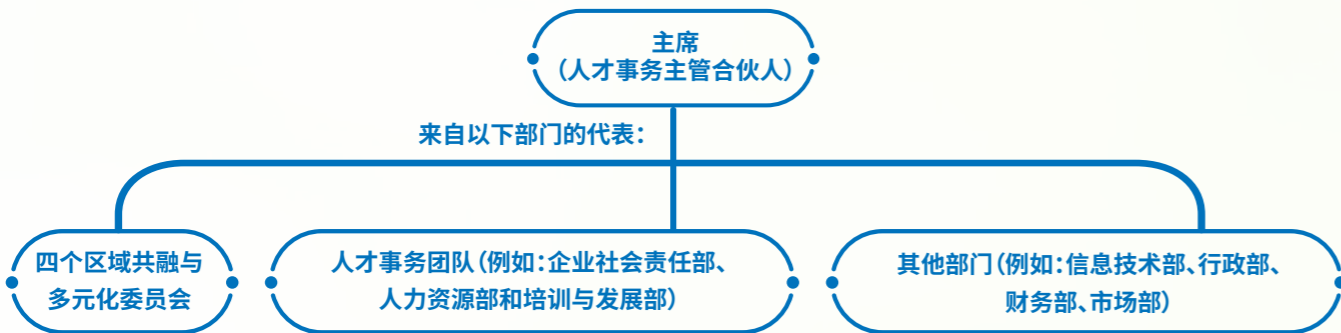 主席
（人才事务主管合伙人）
来自以下部门的代表：
四个区域共融与
多元化委员会
人才事务团队（例如：企业社会责任部、
人力资源部和培训与发展部）
其他部门（例如：信息技术部、行政部、
财务部、市场部）